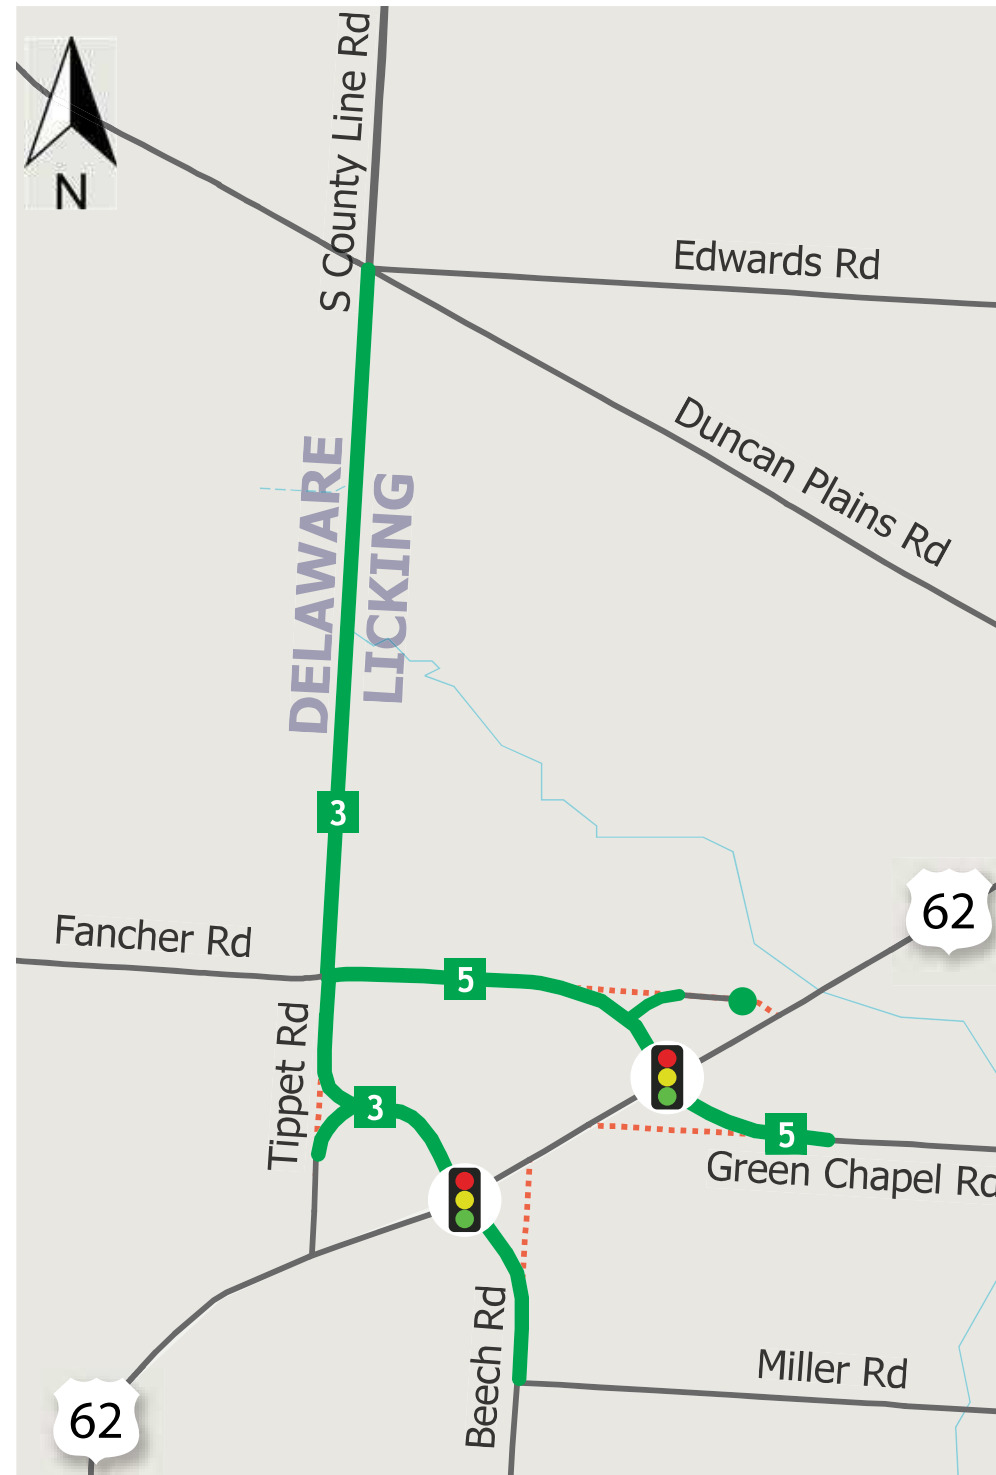 S County Line Rd
N
Edwards Rd
Duncan Plains Rd
DELAWARE
LICKING
3
62
Fancher Rd
5
Tippet Rd
3
5
Green Chapel Rd
Beech Rd
Miller Rd
62